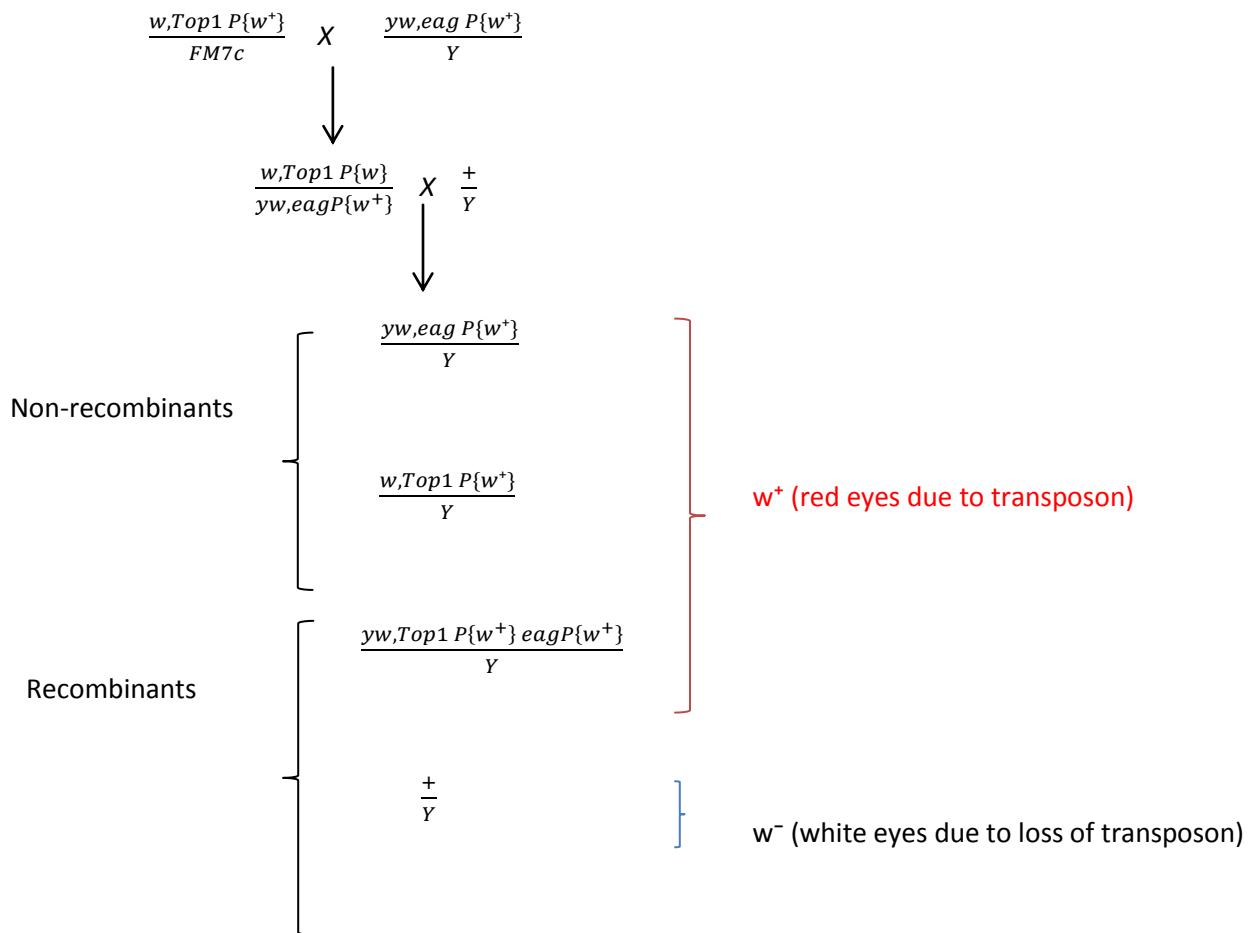 w,Top1 P{w⁺} X yw,eag P{w⁺}
FM7c Y
w,Top1 P{w} X +
yw,eagP{w⁺} Y
yw,eag P{w⁺}
Y
Non-recombinants
w,Top1 P{w⁺}
Y
w⁺ (red eyes due to transposon)
yw,Top1 P{w⁺} eagP{w⁺}
Y
Recombinants
+
Y
w⁻ (white eyes due to loss of transposon)